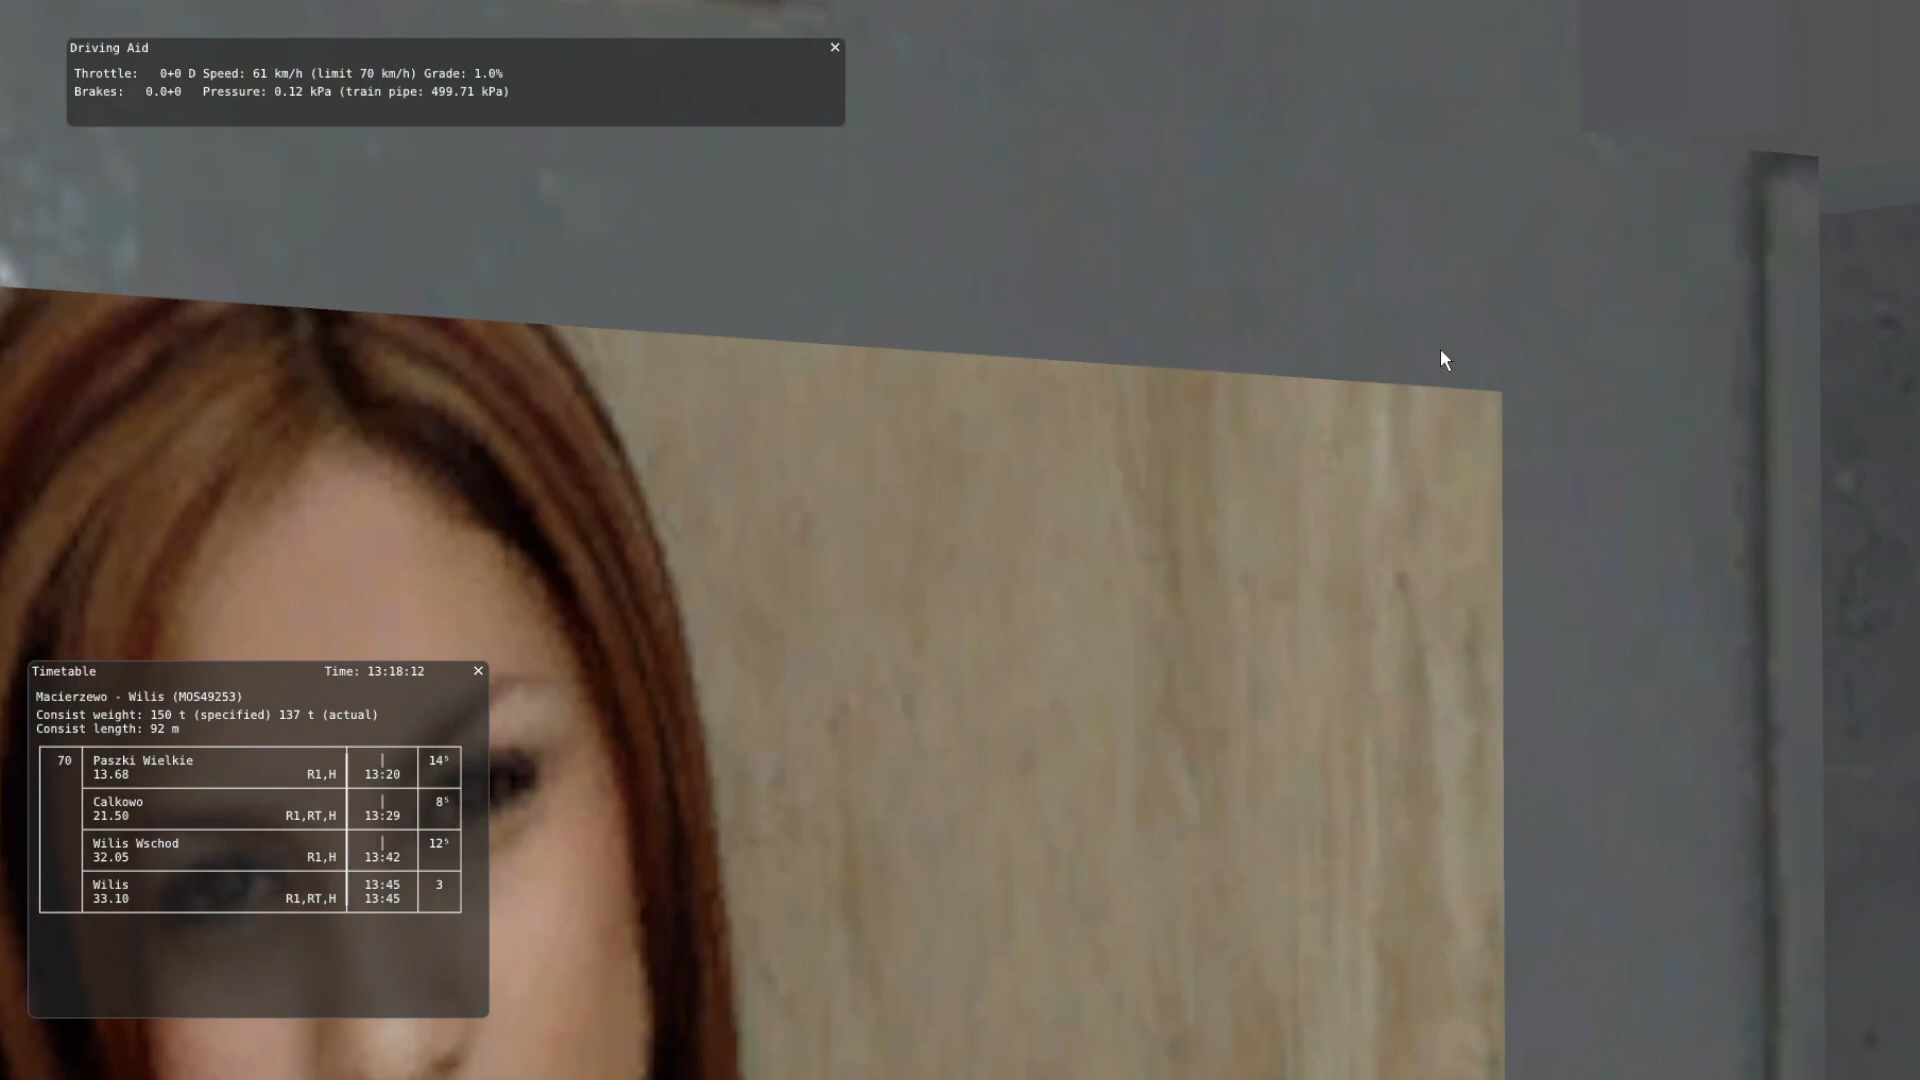 Driving Aid
Throttle: 0+0 D Speed: 61 km/h (limit 70 km/h) Grade: 1.0%
Brakes: 0.0+0 Pressure: 0.12 kPa (train pipe: 499.71 kPa)
Timetable Time: 13:18:12
Macierzewo - Wilis (MOS49253)
Consist weight: 150 t (specified) 137 t (actual)
Consist length: 92 m
70 Paszki Wielkie | 14⁵
13.68 R1,H 13:20
Calkowo | 8⁵
21.50 R1,RT,H 13:29
Wilis Wschod | 12⁵
32.05 R1,H 13:42
Wilis 13:45 3
33.10 R1,RT,H 13:45